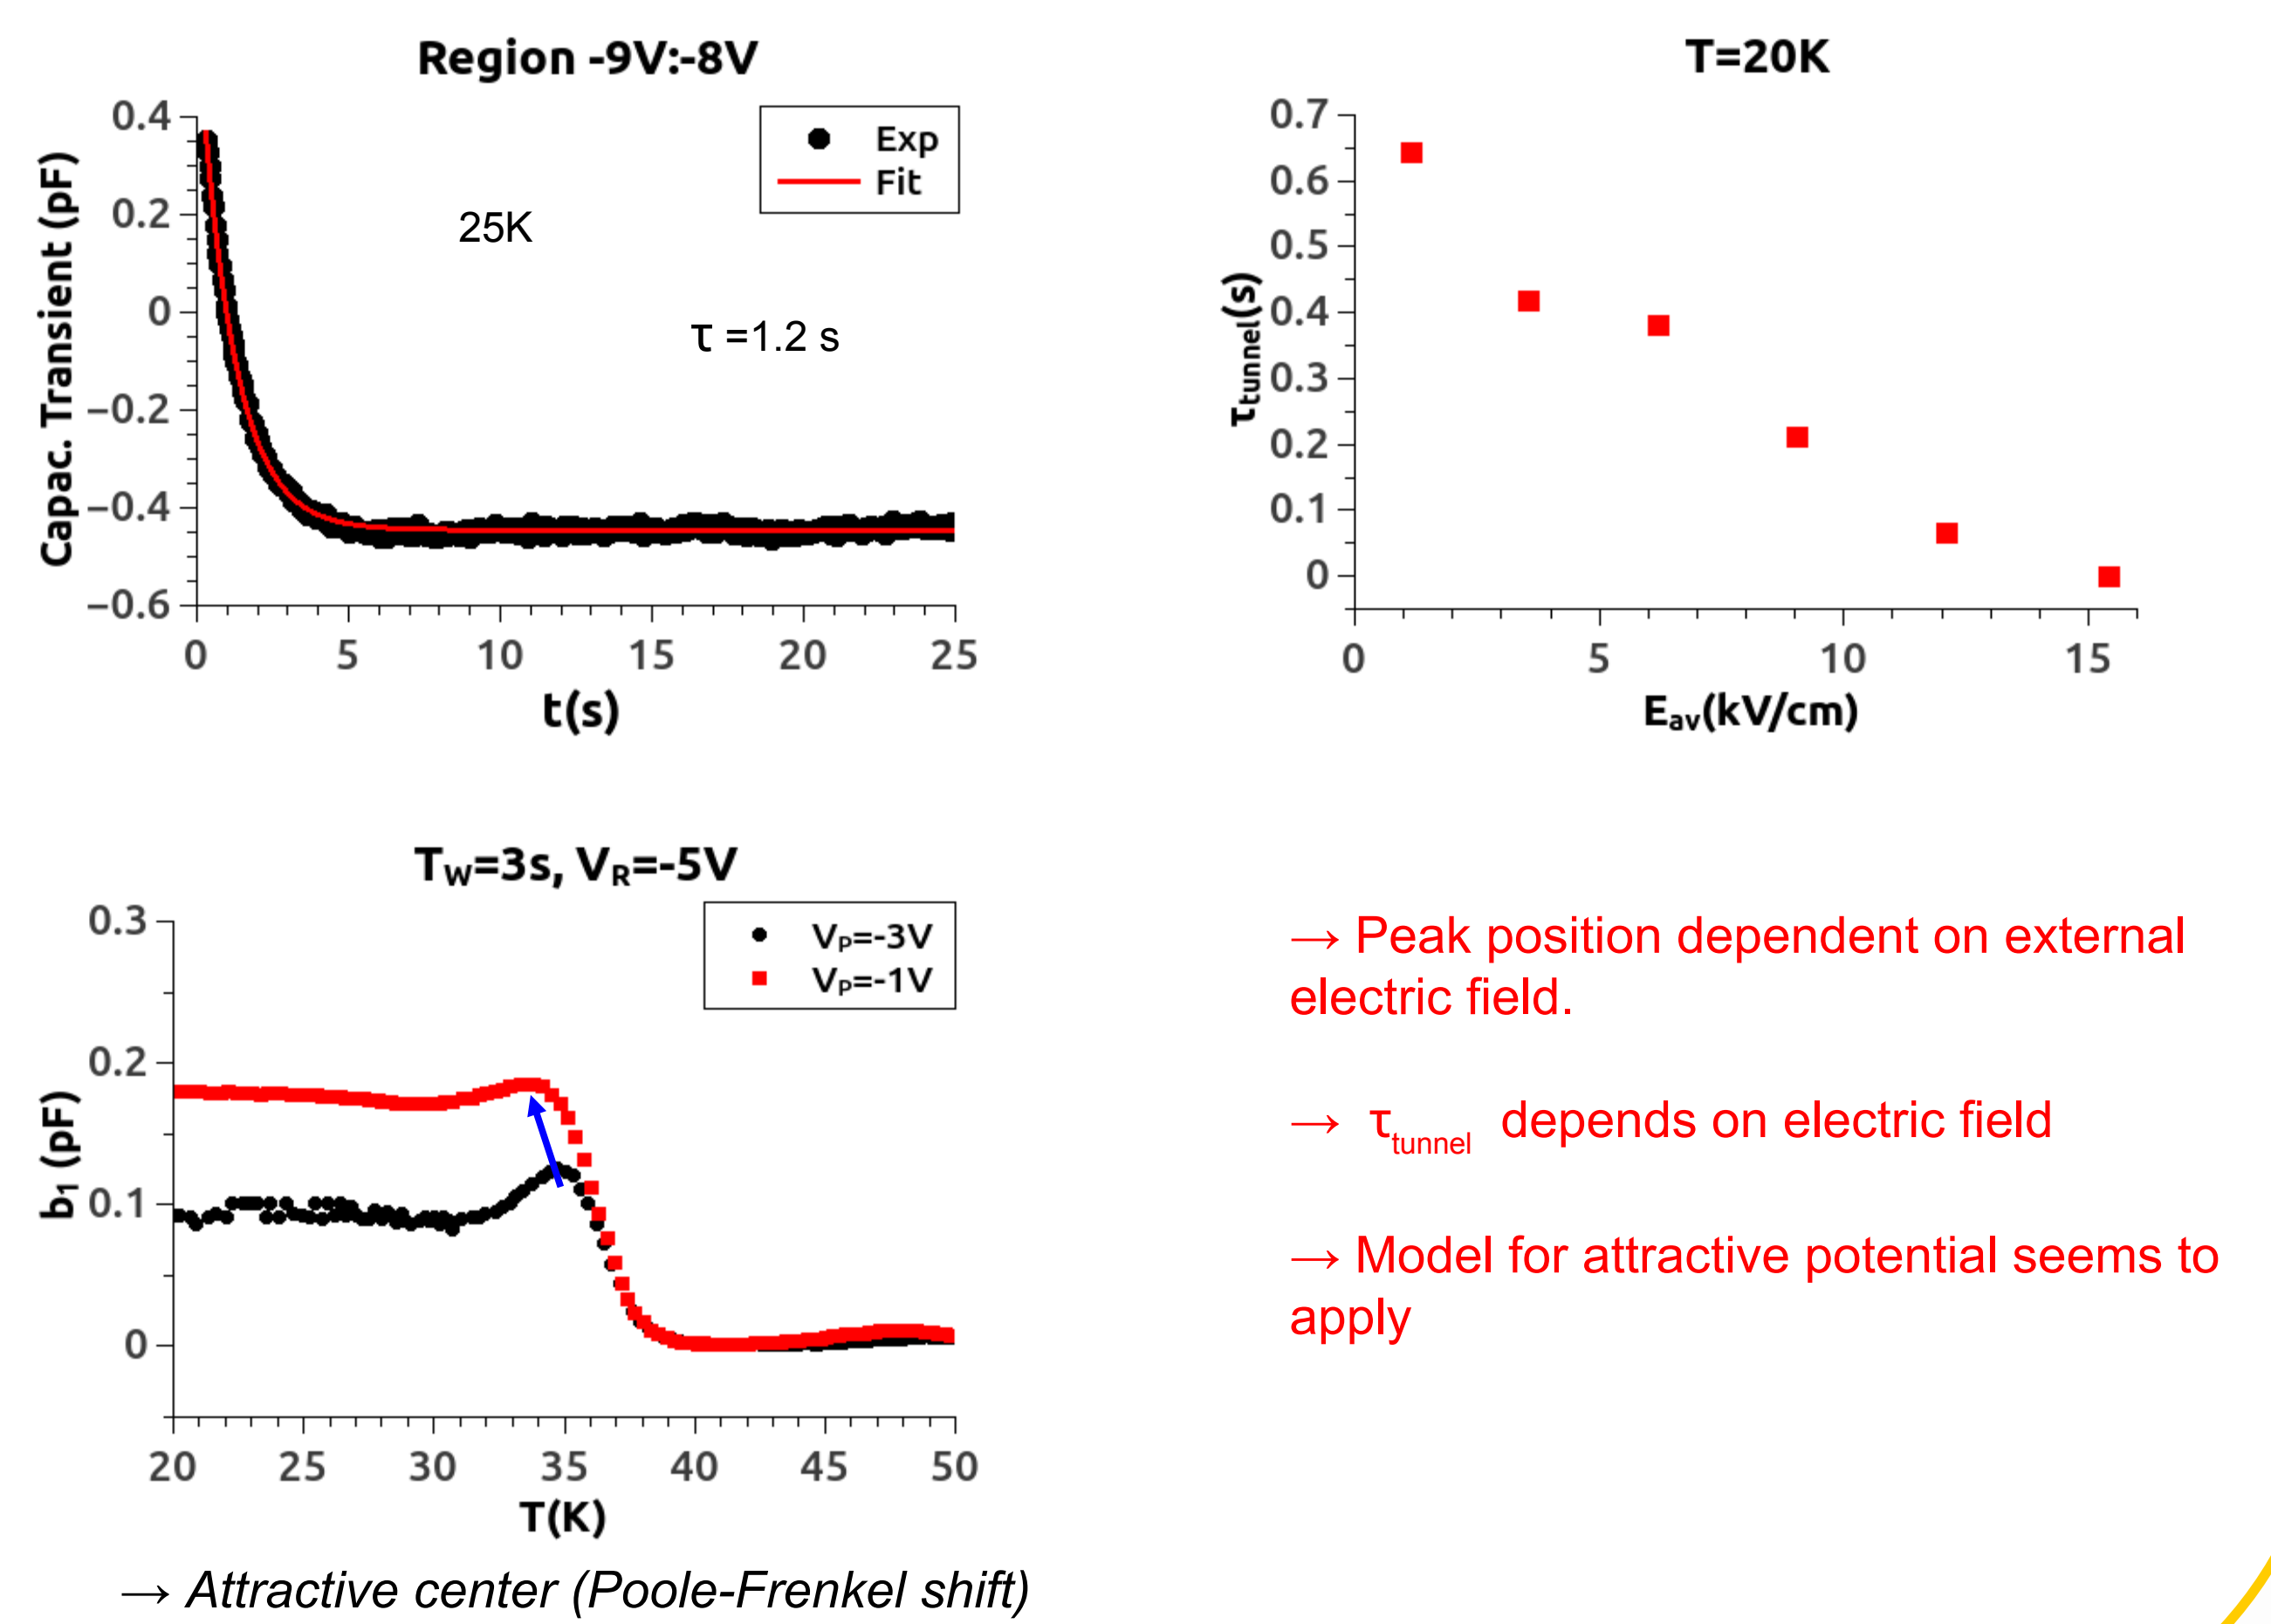 Region -9V:-8V
0.4
0.2
0
−0.2
−0.4
−0.6
Capac. Transient (pF)
Exp
Fit
25K
τ =1.2 s
0 5 10 15 20 25
t(s)
T=20K
0.7
0.6
0.5
0.4
0.3
0.2
0.1
0
τtunnel(s)
0 5 10 15
Eav(kV/cm)
TW=3s, VR=-5V
0.3
0.2
0.1
0
b1 (pF)
VP=-3V
VP=-1V
20 25 30 35 40 45 50
T(K)
→ Attractive center (Poole-Frenkel shift)
→ Peak position dependent on external
electric field.
→ τtunnel depends on electric field
→ Model for attractive potential seems to
apply